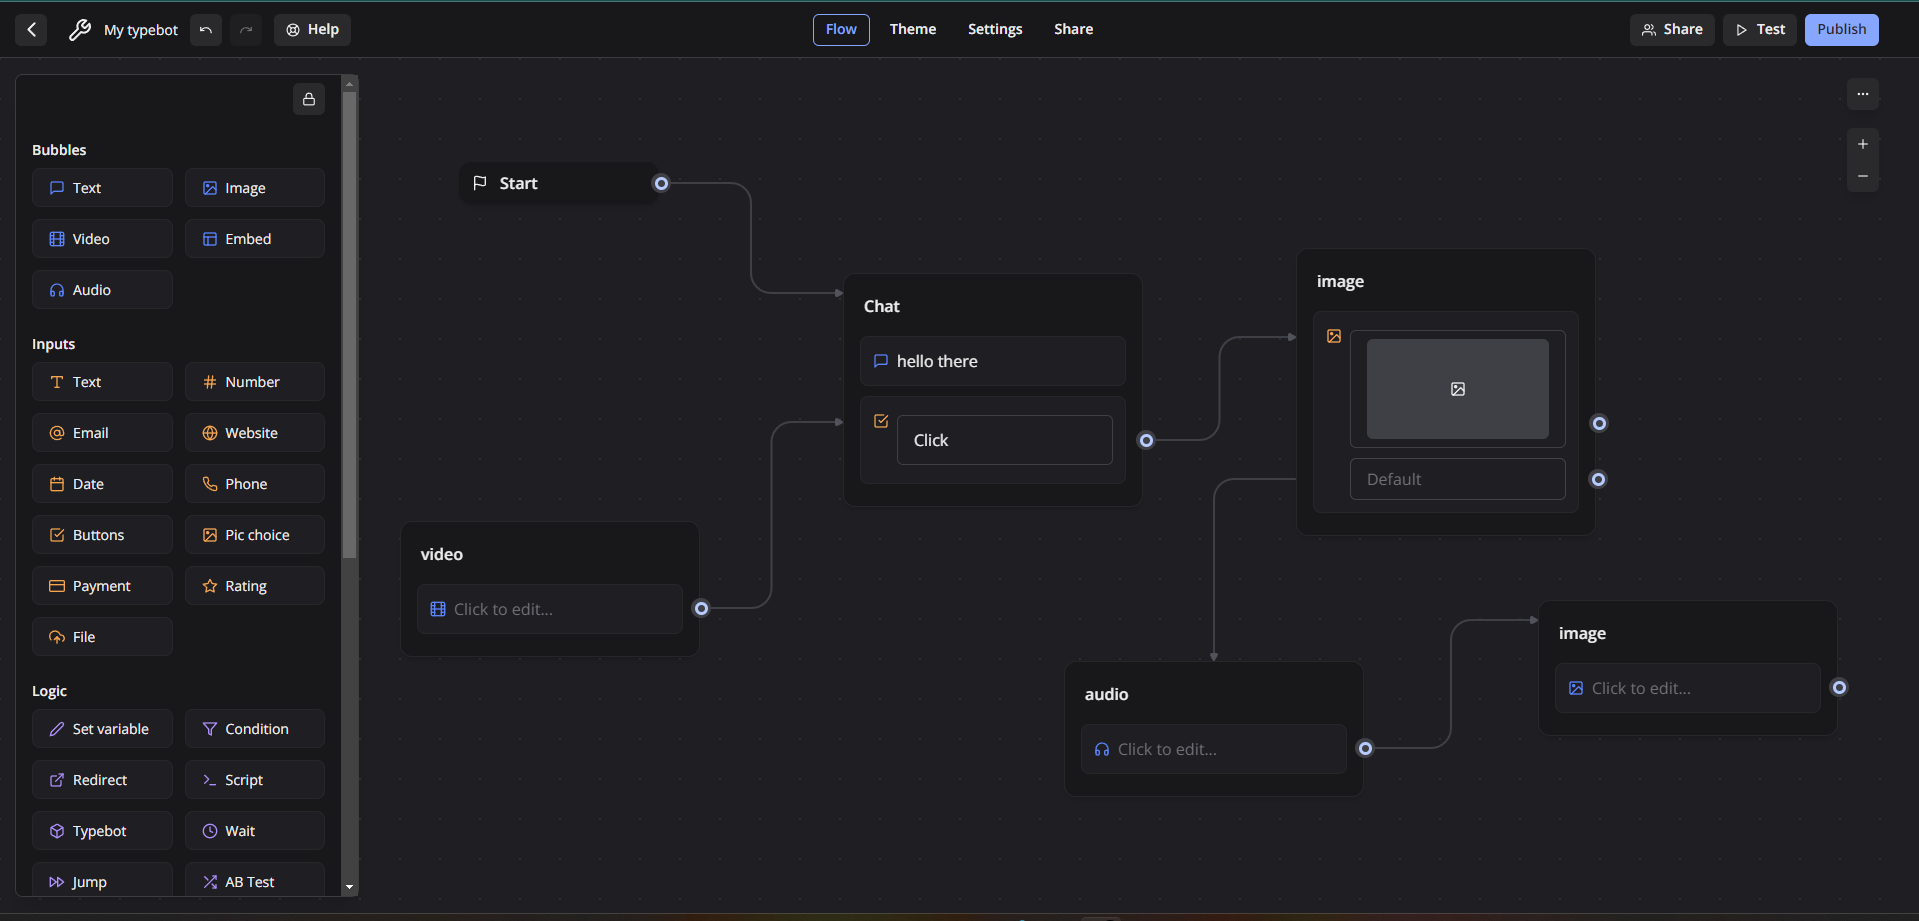 My typebot
Help
Flow
Theme
Settings
Share
Share
Test
Publish
Bubbles
Text
Image
Video
Embed
Audio
Inputs
Text
Number
Email
Website
Date
Phone
Buttons
Pic choice
Payment
Rating
File
Logic
Set variable
Condition
Redirect
Script
Typebot
Wait
Jump
AB Test
Start
Chat
hello there
Click
image
Default
video
Click to edit...
audio
Click to edit...
image
Click to edit...